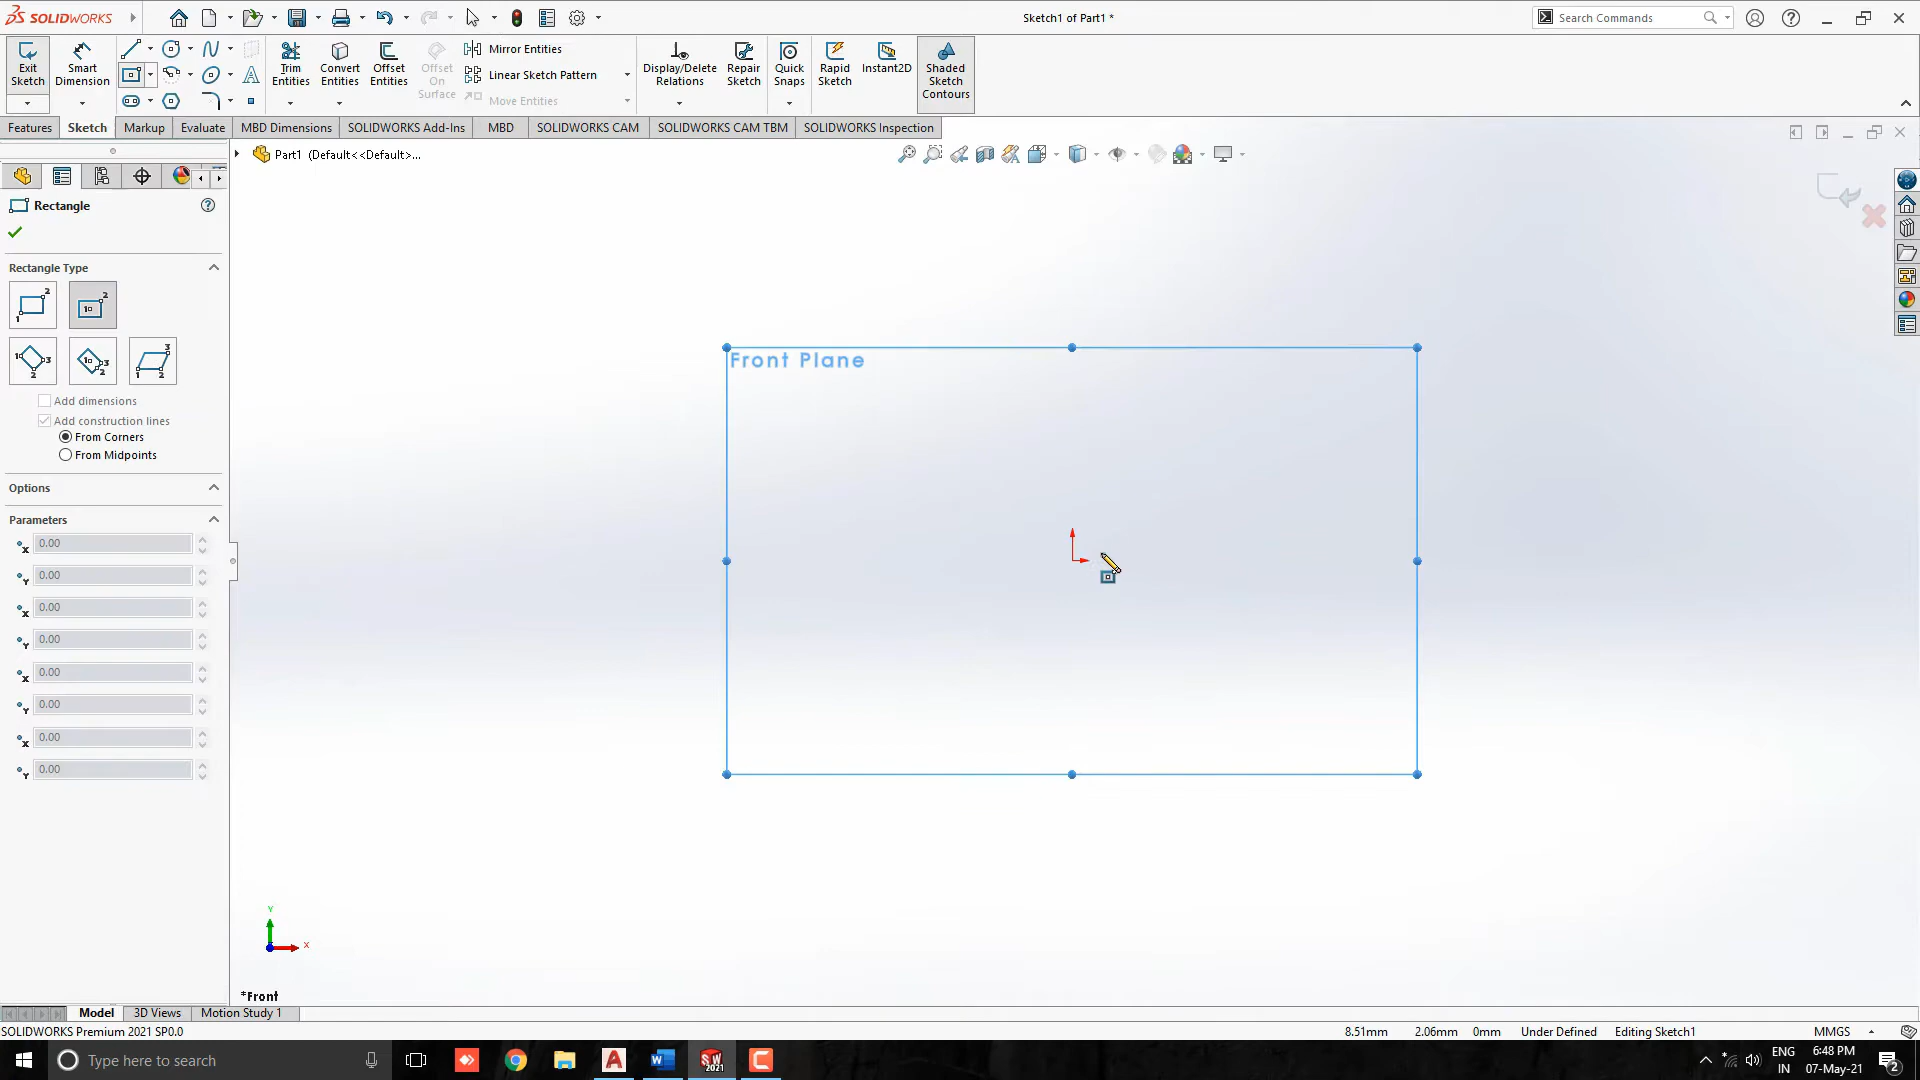 SOLIDWORKS
Sketch1 of Part1 *
Search Commands
Exit
Sketch
Smart
Dimension
Trim
Entities
Convert
Entities
Offset
Entities
Offset
On
Surface
Mirror Entities
Linear Sketch Pattern
Move Entities
Display/Delete
Relations
Repair
Sketch
Quick
Snaps
Rapid
Sketch
Instant2D
Shaded
Sketch
Contours
Features
Sketch
Markup
Evaluate
MBD Dimensions
SOLIDWORKS Add-Ins
MBD
SOLIDWORKS CAM
SOLIDWORKS CAM TBM
SOLIDWORKS Inspection
Part1 (Default<<Default>...
Rectangle
Rectangle Type
Add dimensions
Add construction lines
From Corners
From Midpoints
Options
Parameters
0.00
0.00
0.00
0.00
0.00
0.00
0.00
0.00
Front Plane
Y
X
*Front
Model
3D Views
Motion Study 1
SOLIDWORKS Premium 2021 SP0.0
8.51mm
2.06mm
0mm
Under Defined
Editing Sketch1
MMGS
Type here to search
ENG
IN
6:48 PM
07-May-21